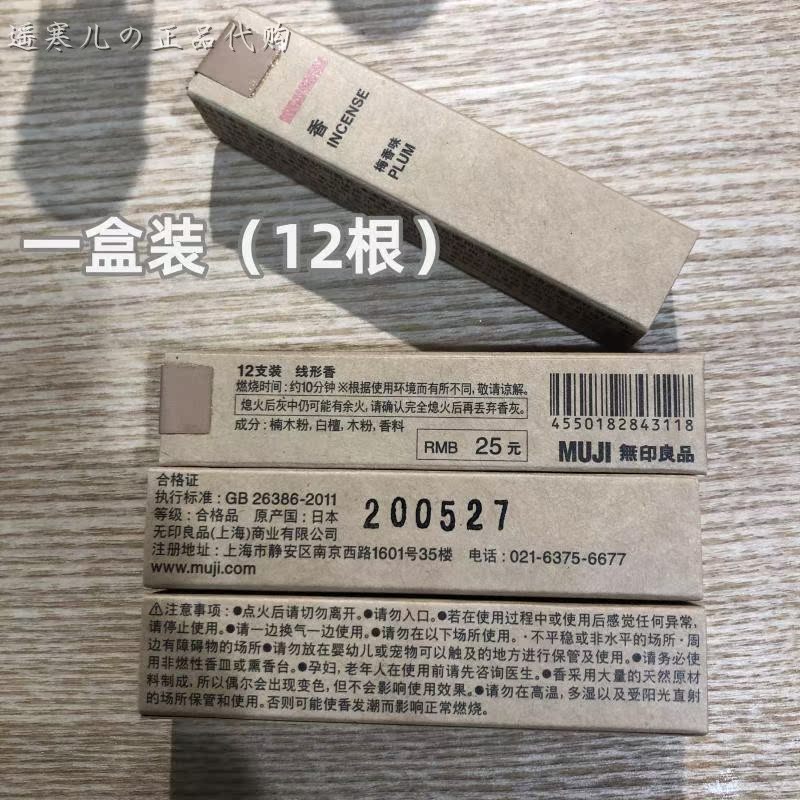 遥寒儿の正品代购
香
INCENSE
梅香味
PLUM
一盒装（12根）
12支装 线形香
燃烧时间:约10分钟 ※根据使用环境而有所不同,敬请谅解。
熄火后灰中仍可能有余火,请确认完全熄火后再丢弃香灰。
成分:楠木粉,白檀,木粉,香料
RMB 25元
4550182843118
MUJI 無印良品
合格证
执行标准:GB 26386-2011
等级:合格品 原产国:日本
无印良品(上海)商业有限公司
注册地址:上海市静安区南京西路1601号35楼 电话:021-6375-6677
www.muji.com
200527
⚠注意事项:●点火后请切勿离开。●请勿入口。●若在使用过程中或使用后感觉任何异常,
请停止使用。●请一边换气一边使用。●请勿在以下场所使用。·不平稳或非水平的场所·周
边有障碍物的场所●请勿放在婴幼儿或宠物可以触及的地方进行保管及使用。●请务必使
用非燃性香皿或熏香台。●孕妇,老年人在使用前请先咨询医生。●香采用大量的天然原材
料制成,所以偶尔会出现变色,但不会影响使用效果。●请勿在高温,多湿以及受阳光直射
的场所保管和使用。否则可能使香发潮而影响正常燃烧。